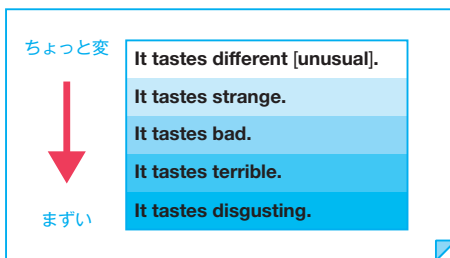 ちょっと変
It tastes different [unusual].
It tastes strange.
It tastes bad.
It tastes terrible.
It tastes disgusting.
まずい